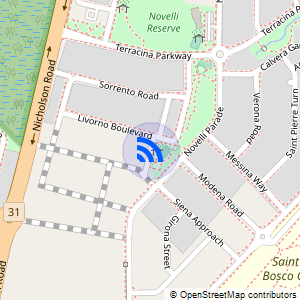 Novelli
Reserve
Terracina Parkway
Terracina
Calvera
Sorrento Road
Nicholson Road
Livorno Boulevard
Novelli Parade
Verona Road
Saint Pierre Turn
Messina Way
Modena Road
Siena Approach
Girona Street
31
Road
Saint
Bosco
© OpenStreetMap contributors